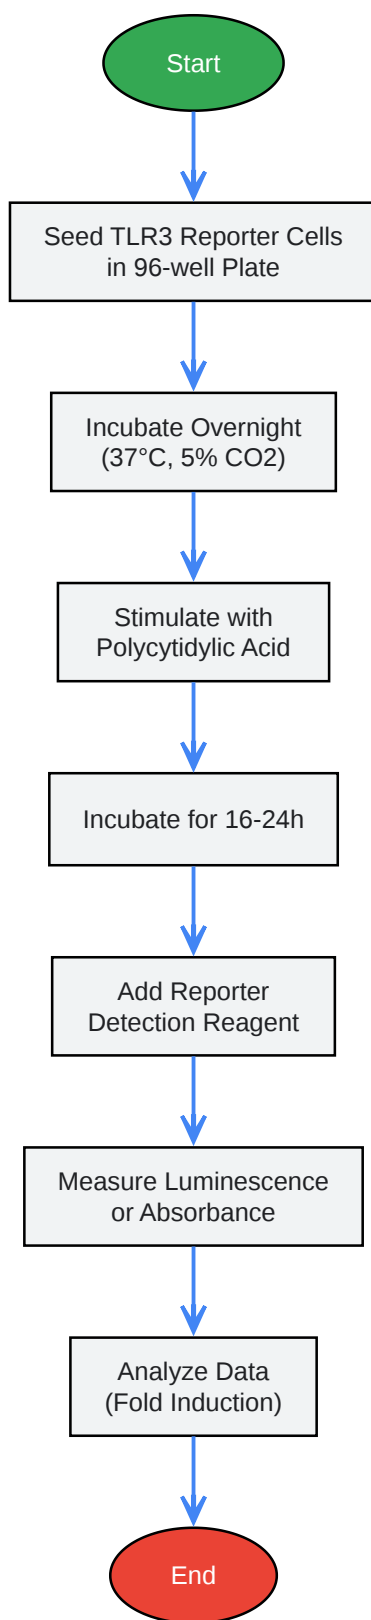 Start
Seed TLR3 Reporter Cells
in 96-well Plate
Incubate Overnight
(37°C, 5% CO2)
Stimulate with
Polycytidylic Acid
Incubate for 16-24h
Add Reporter
Detection Reagent
Measure Luminescence
or Absorbance
Analyze Data
(Fold Induction)
End